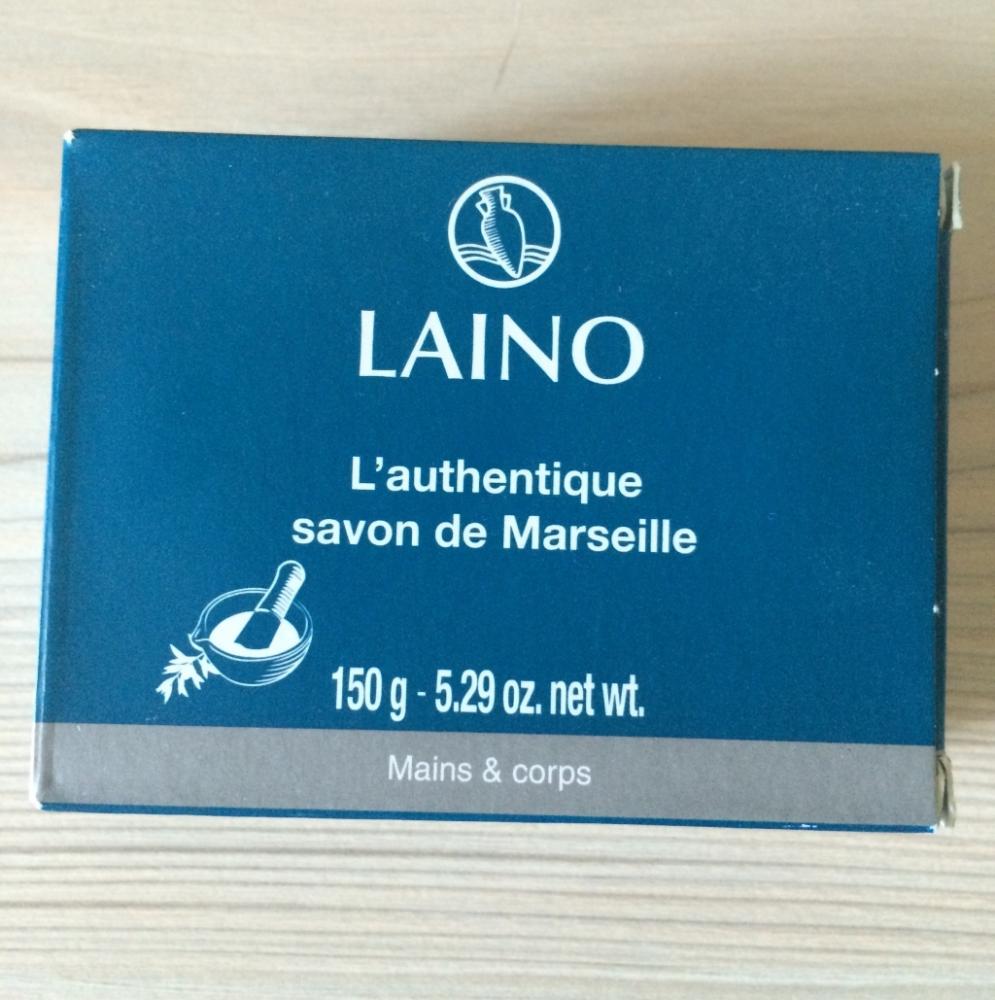 LAINO
L’authentique
savon de Marseille
150 g - 5.29 oz. net wt.
Mains & corps